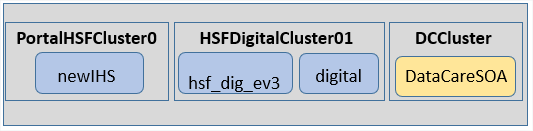 PortalHSFCluster0
HSFDigitalCluster01
DCCluster
newIHS
hsf_dig_ev3
digital
DataCareSOA